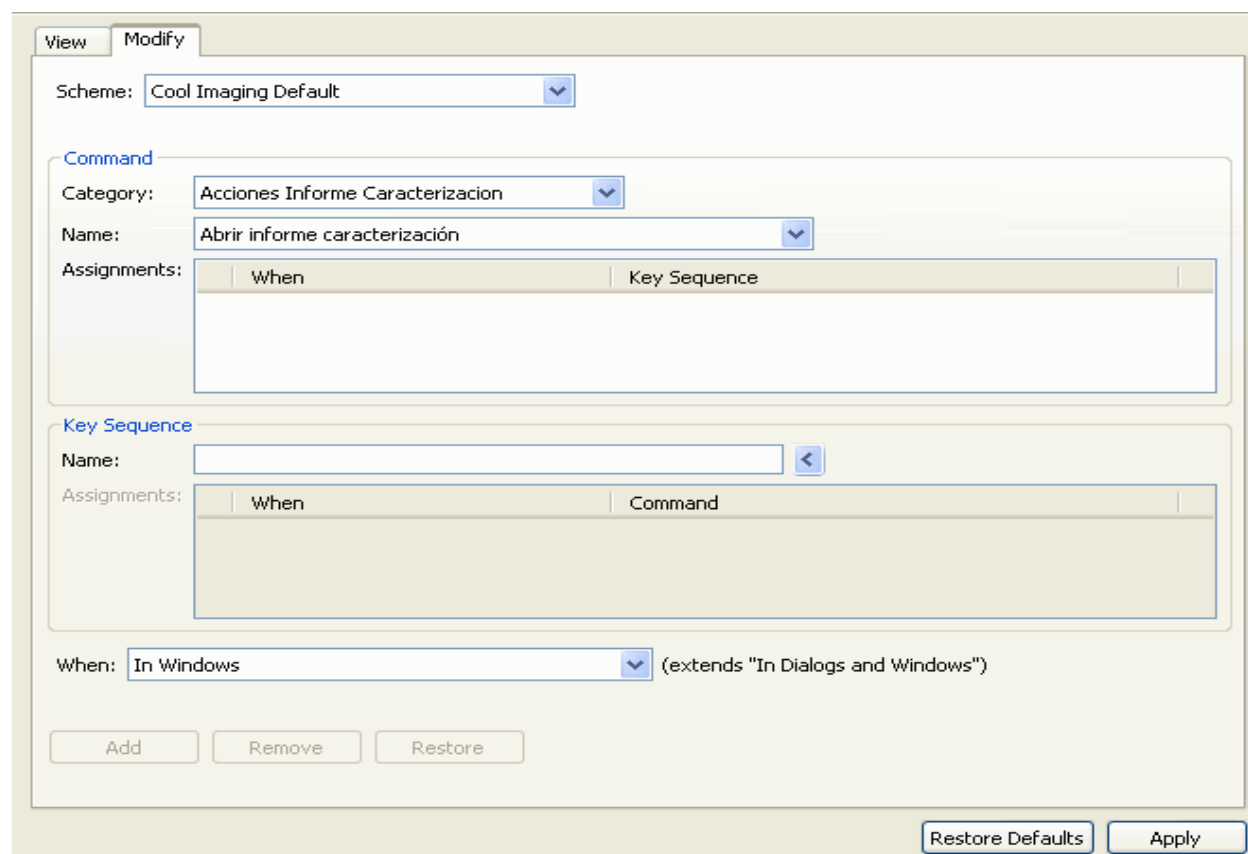 View Modify
Scheme: Cool Imaging Default
Command
Category: Acciones Informe Caracterizacion
Name: Abrir informe caracterización
Assignments: When Key Sequence
Key Sequence
Name:
Assignments: When Command
When: In Windows (extends "In Dialogs and Windows")
Add Remove Restore
Restore Defaults Apply